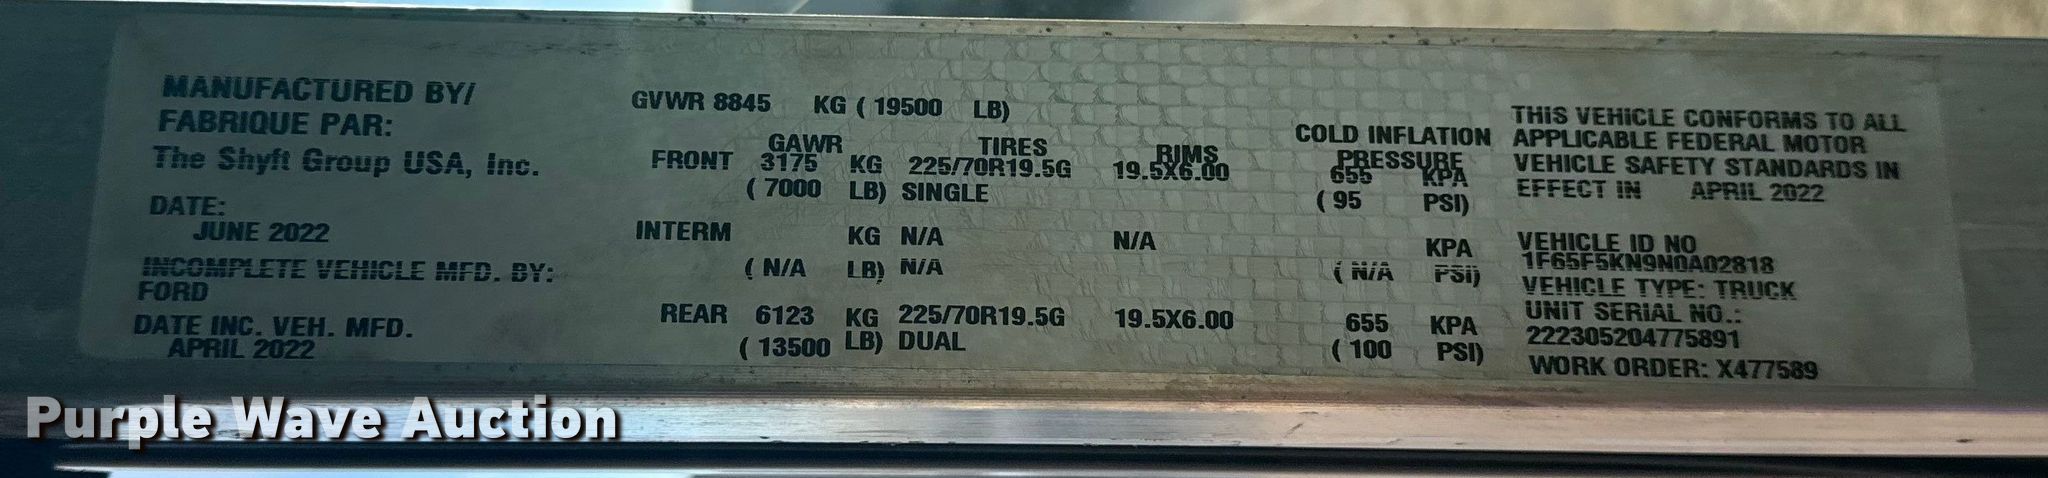 MANUFACTURED BY/
FABRIQUE PAR:
The Shyft Group USA, Inc.
DATE:
JUNE 2022
INCOMPLETE VEHICLE MFD. BY:
FORD
DATE INC. VEH. MFD.
APRIL 2022
GVWR 8845 KG ( 19500 LB)
GAWR TIRES RIMS COLD INFLATION PRESSURE
FRONT 3175 KG 225/70R19.5G 19.5X6.00 655 KPA
( 7000 LB) SINGLE ( 95 PSI)
INTERM KG N/A N/A KPA
( N/A LB) N/A ( N/A PSI)
REAR 6123 KG 225/70R19.5G 19.5X6.00 655 KPA
( 13500 LB) DUAL ( 100 PSI)
THIS VEHICLE CONFORMS TO ALL
APPLICABLE FEDERAL MOTOR
VEHICLE SAFETY STANDARDS IN
EFFECT IN APRIL 2022
VEHICLE ID NO
1F65F5KN9N0A02818
VEHICLE TYPE: TRUCK
UNIT SERIAL NO.:
222305204775891
WORK ORDER: X477589
Purple Wave Auction